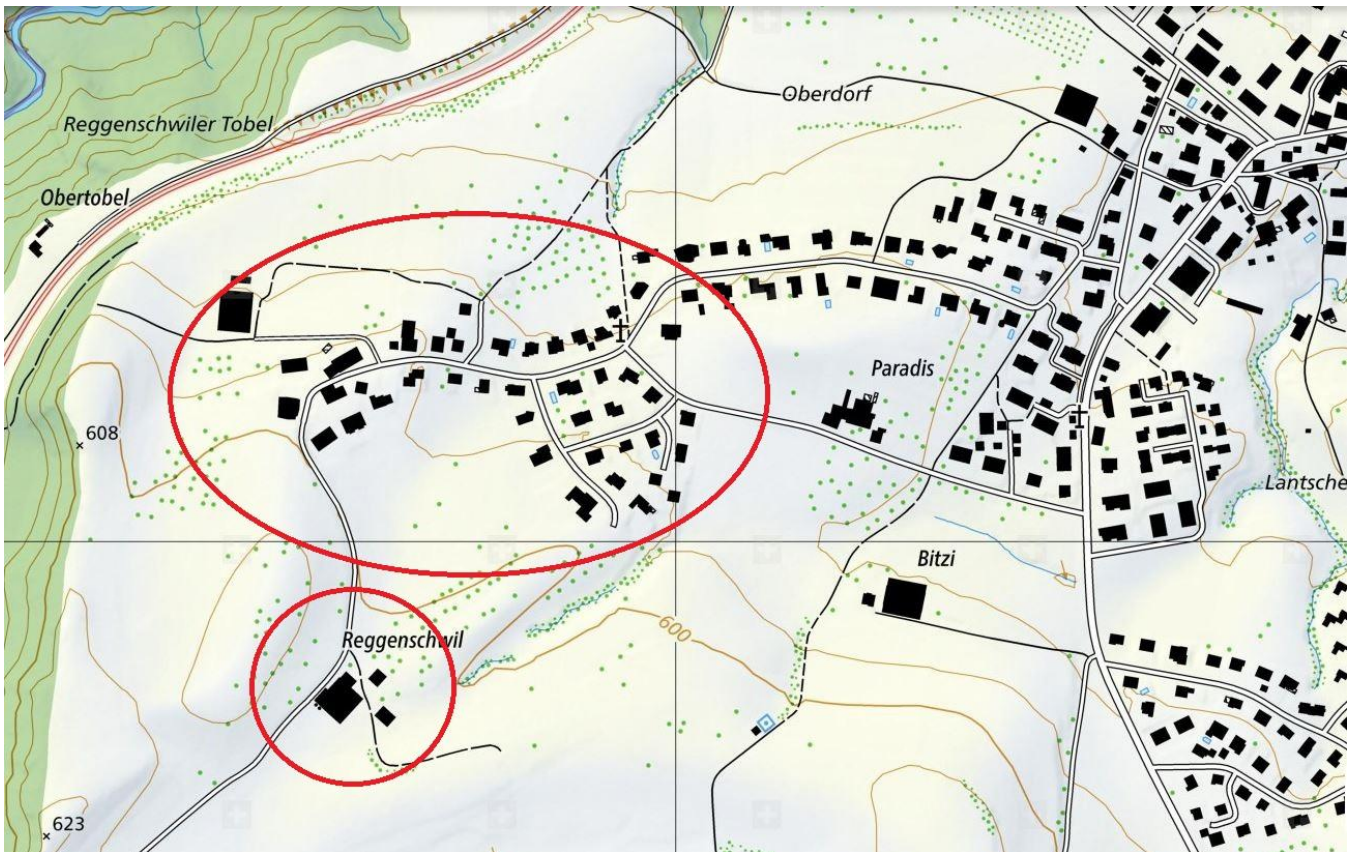 Oberdorf
Reggenschwiler Tobel
Obertobel
Paradis
608
Lantsche
Bitzi
600
Reggenschwil
623